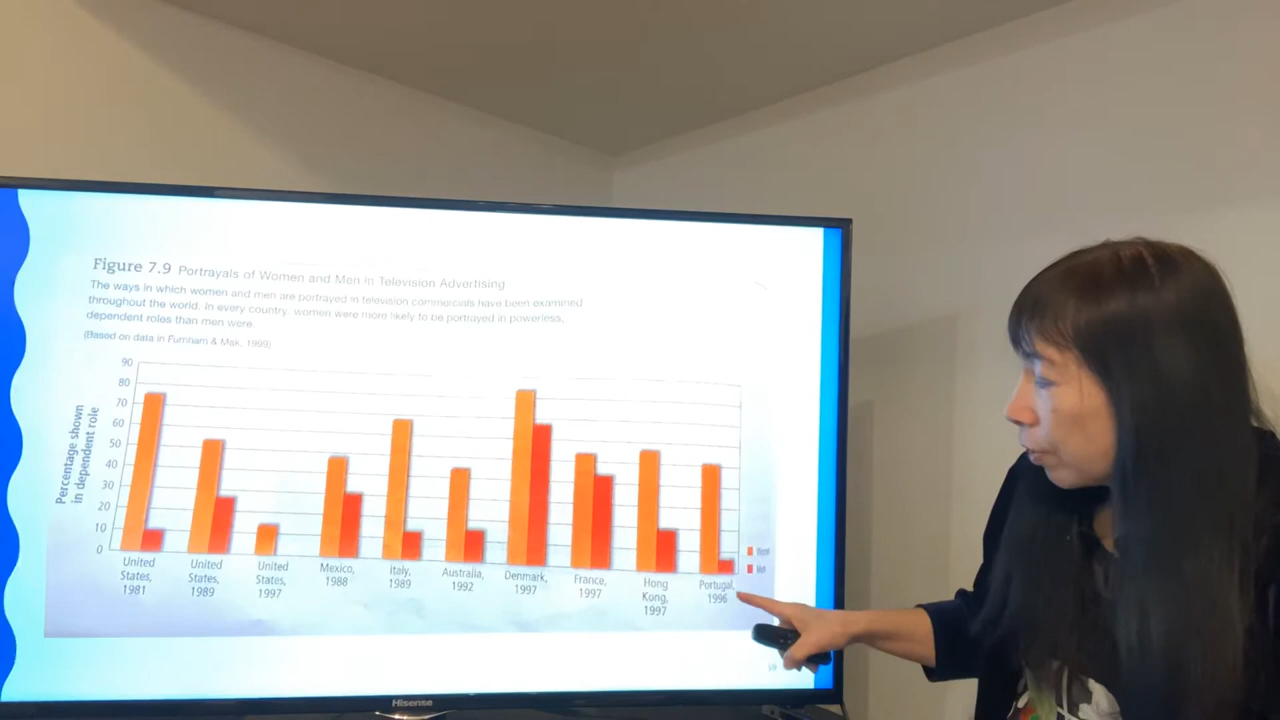 Figure 7.9 Portrayals of Women and Men in Television Advertising
The ways in which women and men are portrayed in television commercials have been examined
throughout the world. In every country, women were more likely to be portrayed in powerless,
dependent roles than men were.
(Based on data in Furnham & Mak, 1999)
Percentage shown
in dependent role
90
80
70
60
50
40
30
20
10
0
United
States,
1981
United
States,
1989
United
States,
1997
Mexico,
1988
Italy,
1989
Australia,
1992
Denmark,
1997
France,
1997
Hong
Kong,
1997
Portugal,
1996
Men
Hisense